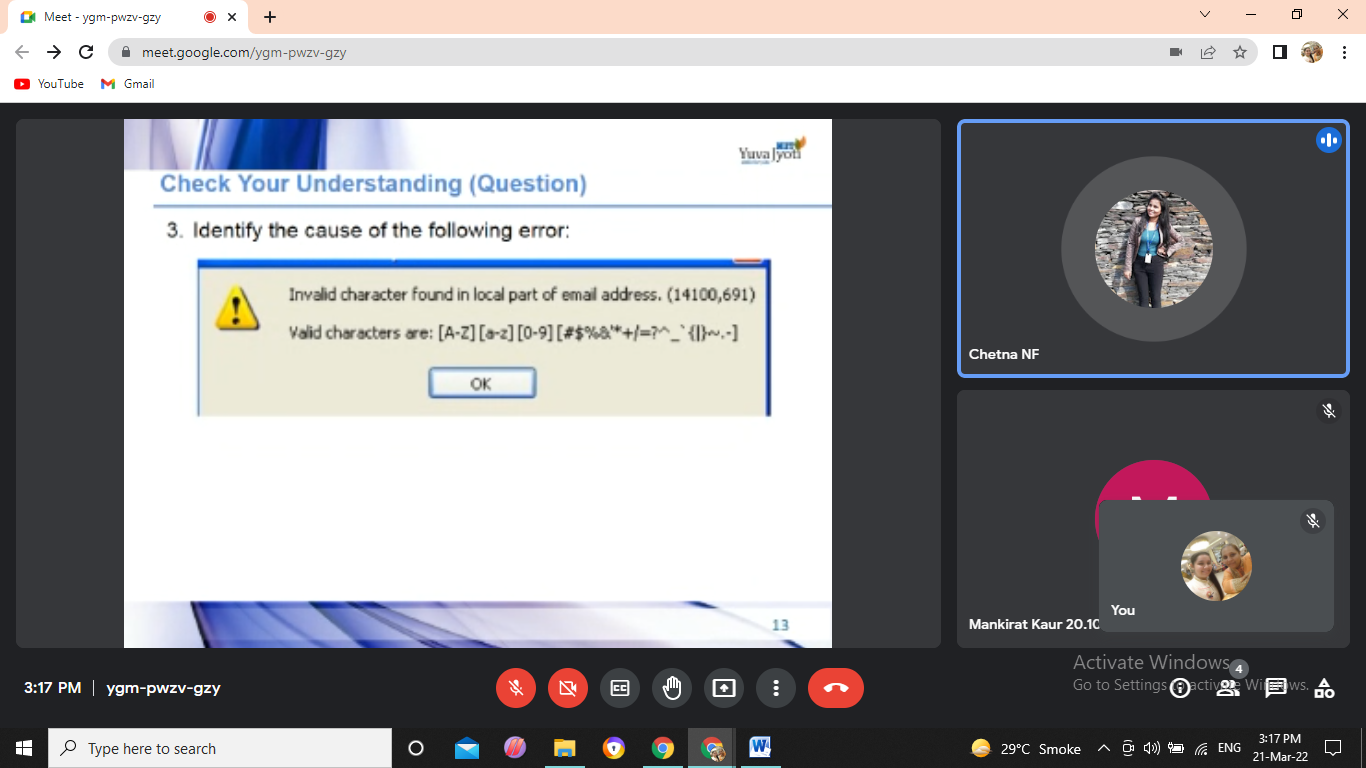 Meet - ygm-pwzv-gzy
meet.google.com/ygm-pwzv-gzy
YouTube
Gmail
Yuva Jyoti
Check Your Understanding (Question)
3. Identify the cause of the following error:
Invalid character found in local part of email address. (14100,691)
Valid characters are: [A-Z] [a-z] [0-9] [#$%&'*+/=?^_`{|}~.-]
OK
13
Chetna NF
Mankirat Kaur 20.10
You
Activate Windows
Go to Settings to activate Windows.
3:17 PM | ygm-pwzv-gzy
4
Type here to search
29°C Smoke
ENG
3:17 PM
21-Mar-22